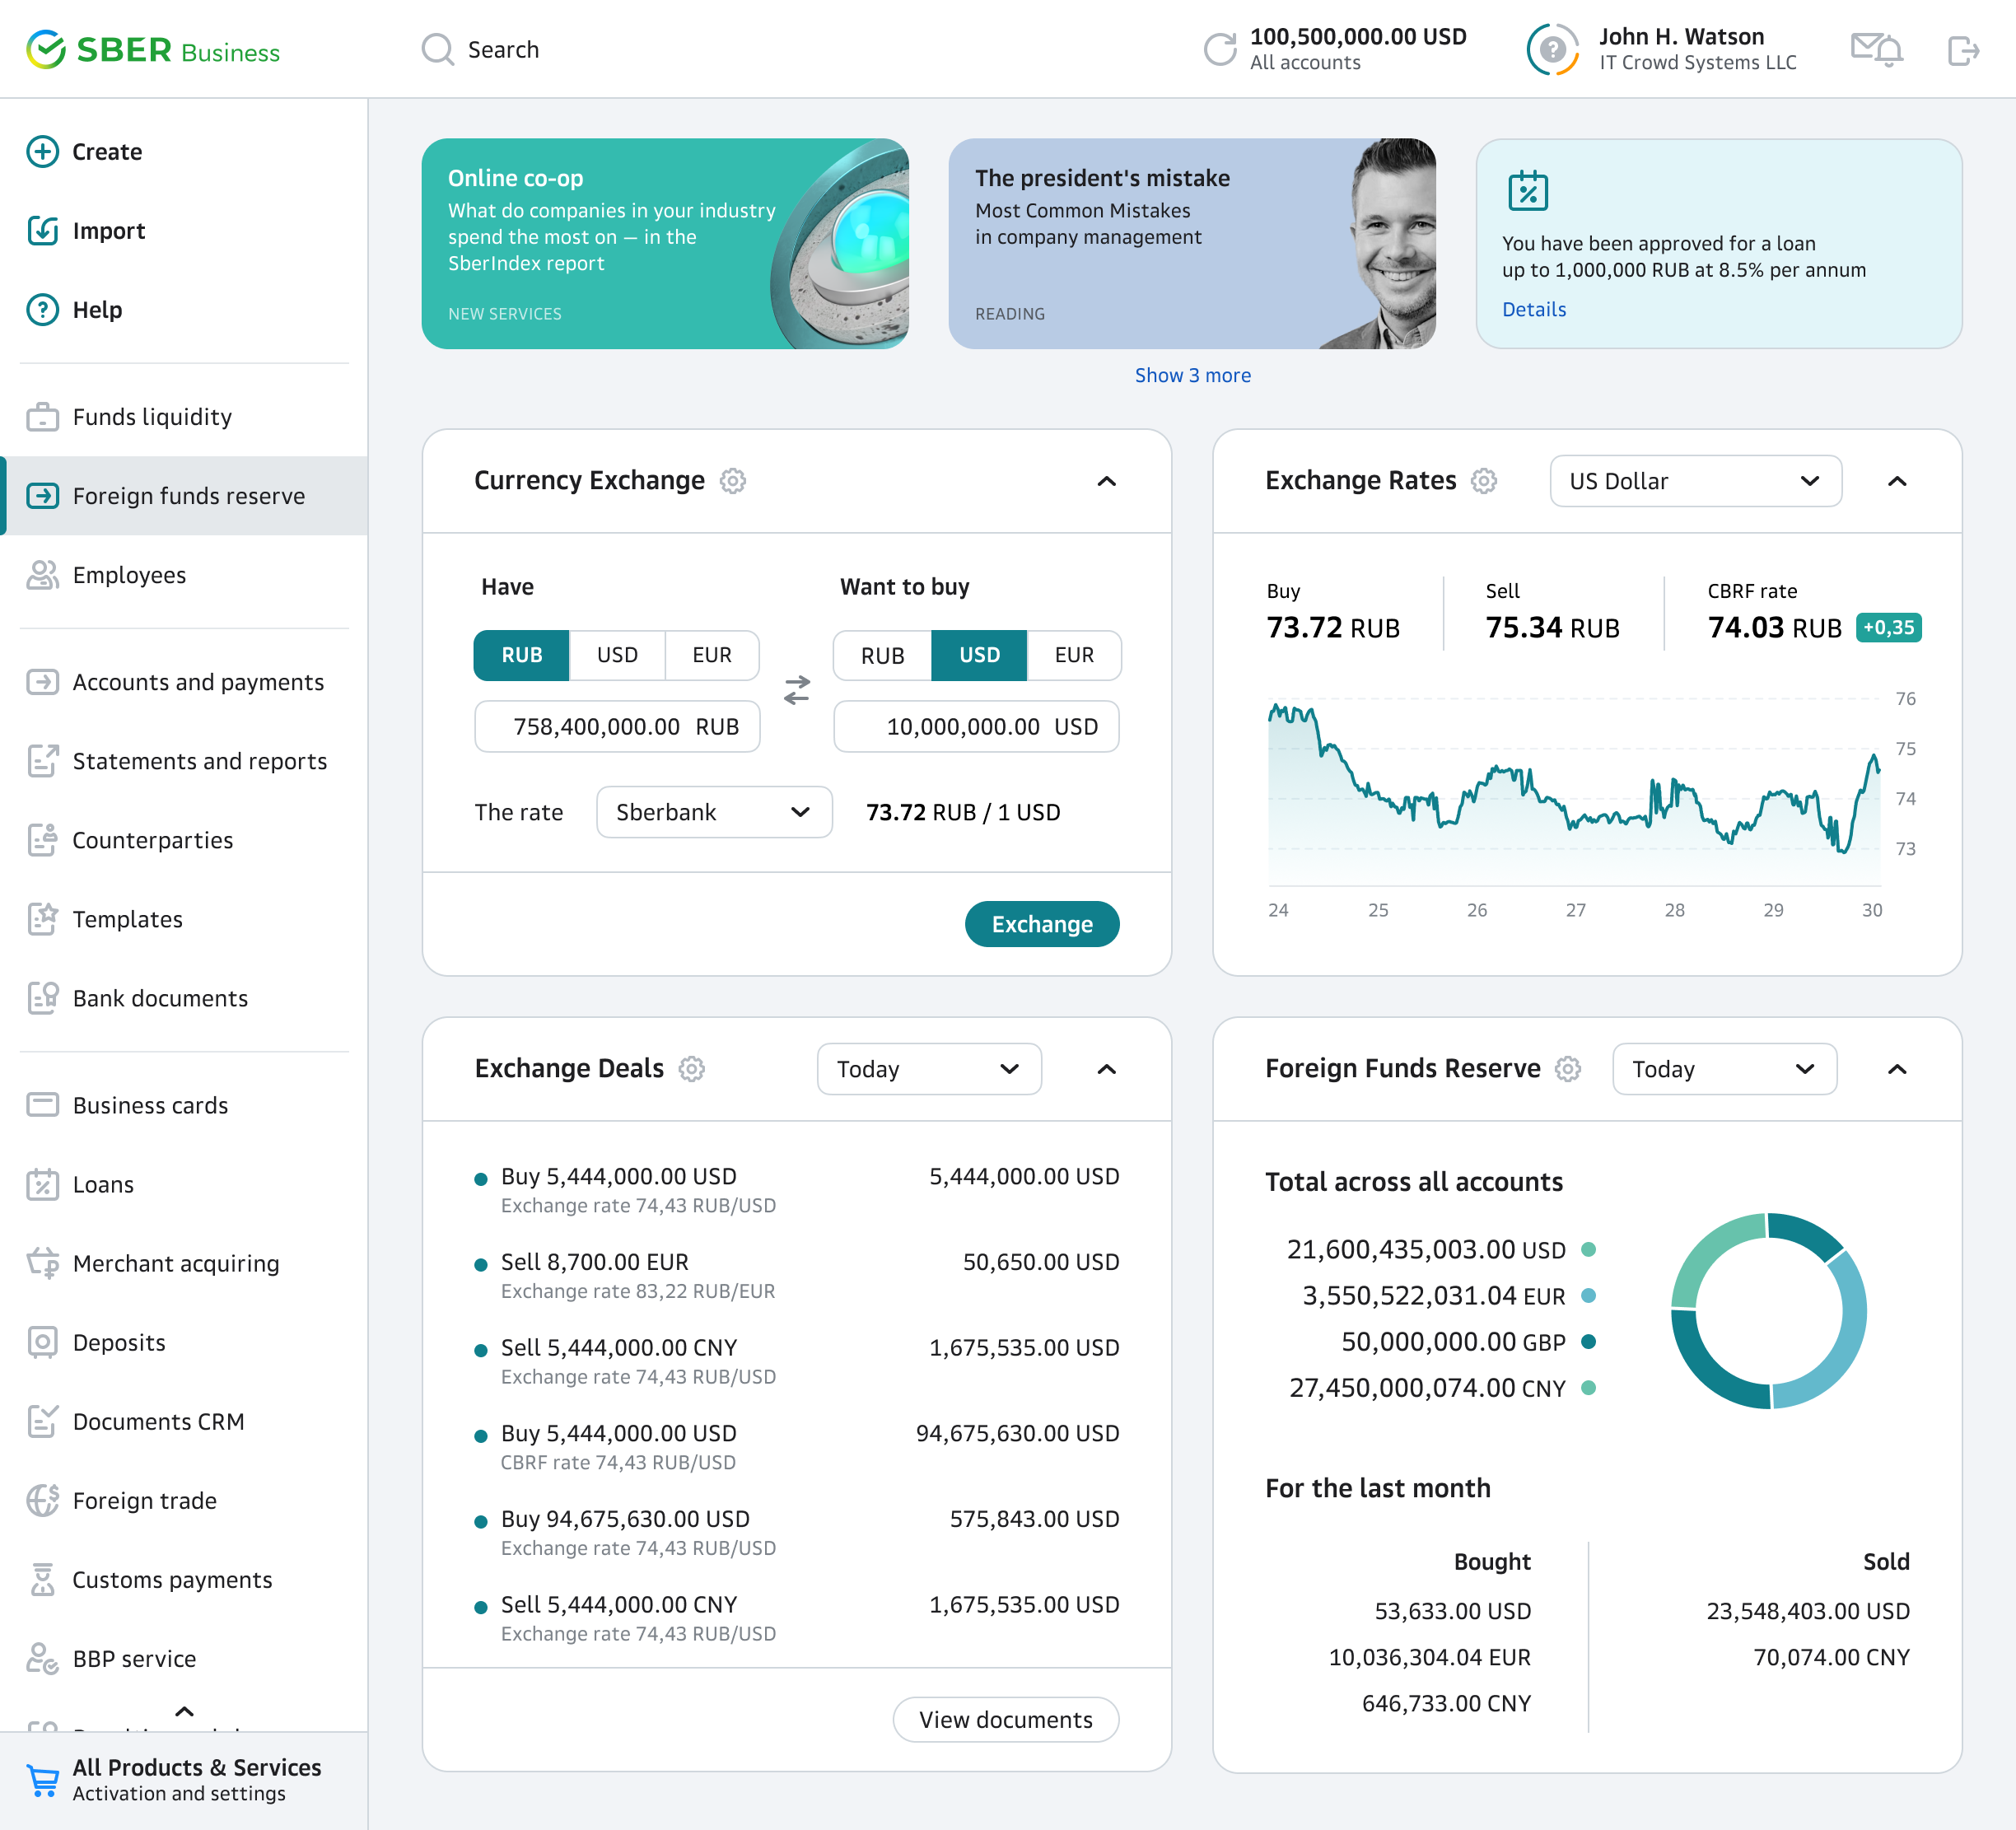 SBER Business
Search
100,500,000.00 USD
All accounts
John H. Watson
IT Crowd Systems LLC
Create
Import
Help
Funds liquidity
Foreign funds reserve
Employees
Accounts and payments
Statements and reports
Counterparties
Templates
Bank documents
Business cards
Loans
Merchant acquiring
Deposits
Documents CRM
Foreign trade
Customs payments
BBP service
All Products & Services
Activation and settings
Online co-op
What do companies in your industry
spend the most on — in the
SberIndex report
NEW SERVICES
The president's mistake
Most Common Mistakes
in company management
READING
You have been approved for a loan
up to 1,000,000 RUB at 8.5% per annum
Details
Show 3 more
Currency Exchange
Have
Want to buy
RUB USD EUR
RUB USD EUR
758,400,000.00 RUB
10,000,000.00 USD
The rate
Sberbank
73.72 RUB / 1 USD
Exchange
Exchange Rates
US Dollar
Buy
73.72 RUB
Sell
75.34 RUB
CBRF rate
74.03 RUB +0,35
76
75
74
73
24 25 26 27 28 29 30
Exchange Deals
Today
Buy 5,444,000.00 USD 5,444,000.00 USD
Exchange rate 74,43 RUB/USD
Sell 8,700.00 EUR 50,650.00 USD
Exchange rate 83,22 RUB/EUR
Sell 5,444,000.00 CNY 1,675,535.00 USD
Exchange rate 74,43 RUB/USD
Buy 5,444,000.00 USD 94,675,630.00 USD
CBRF rate 74,43 RUB/USD
Buy 94,675,630.00 USD 575,843.00 USD
Exchange rate 74,43 RUB/USD
Sell 5,444,000.00 CNY 1,675,535.00 USD
Exchange rate 74,43 RUB/USD
View documents
Foreign Funds Reserve
Today
Total across all accounts
21,600,435,003.00 USD
3,550,522,031.04 EUR
50,000,000.00 GBP
27,450,000,074.00 CNY
For the last month
Bought
53,633.00 USD
10,036,304.04 EUR
646,733.00 CNY
Sold
23,548,403.00 USD
70,074.00 CNY